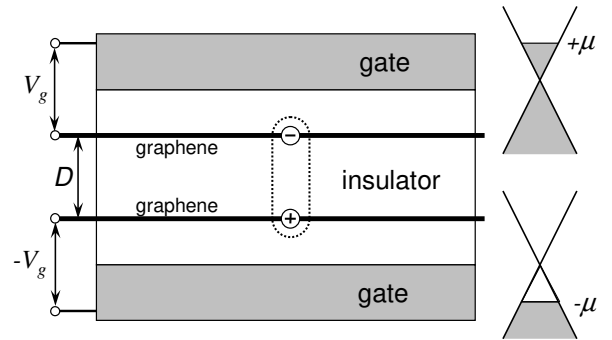 gate
+μ
V_g
−
graphene
D
insulator
graphene
+
-V_g
gate
-μ